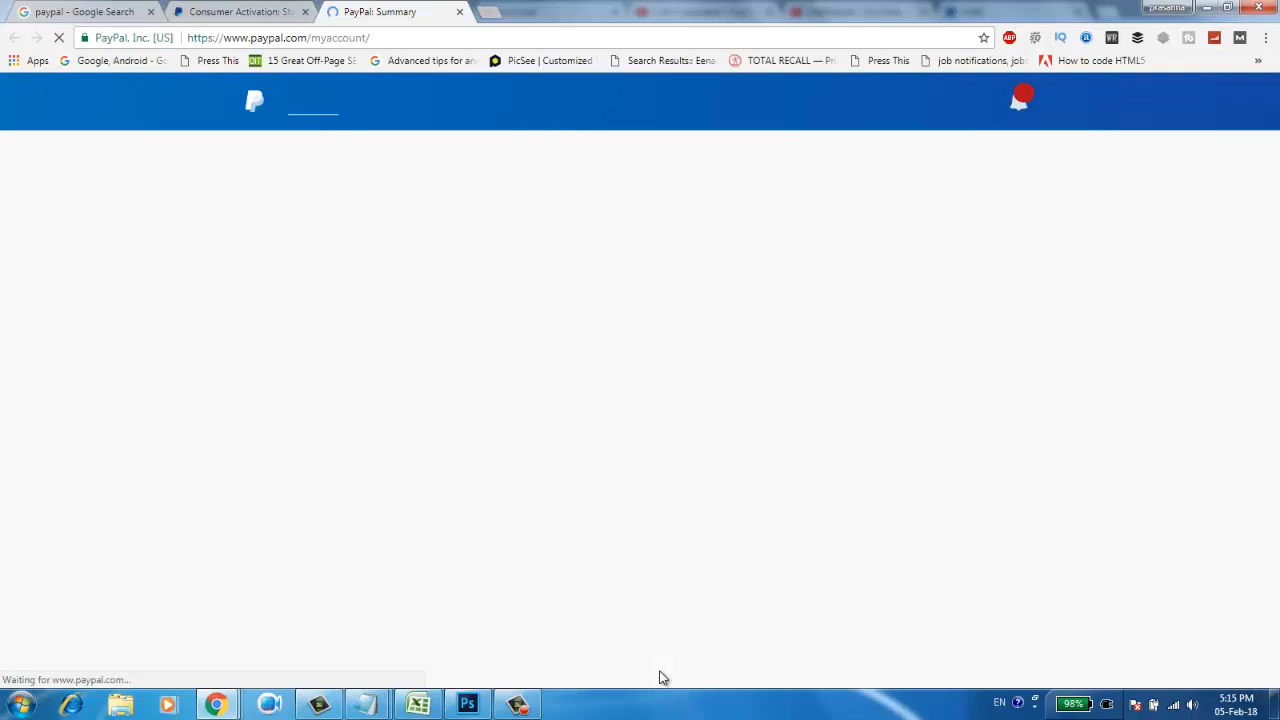 paypal - Google Search
Consumer Activation: St
PayPal: Summary
prasanna
PayPal, Inc. [US]
https://www.paypal.com/myaccount/
Apps
Google, Android - G
Press This
15 Great Off-Page
Advanced tips for an
PicSee | Customized
Search Results: Eena
TOTAL RECALL — Pri
Press This
job notifications, jobs
How to code HTML5
»
Waiting for www.paypal.com...
EN
98%
5:15 PM
05-Feb-18